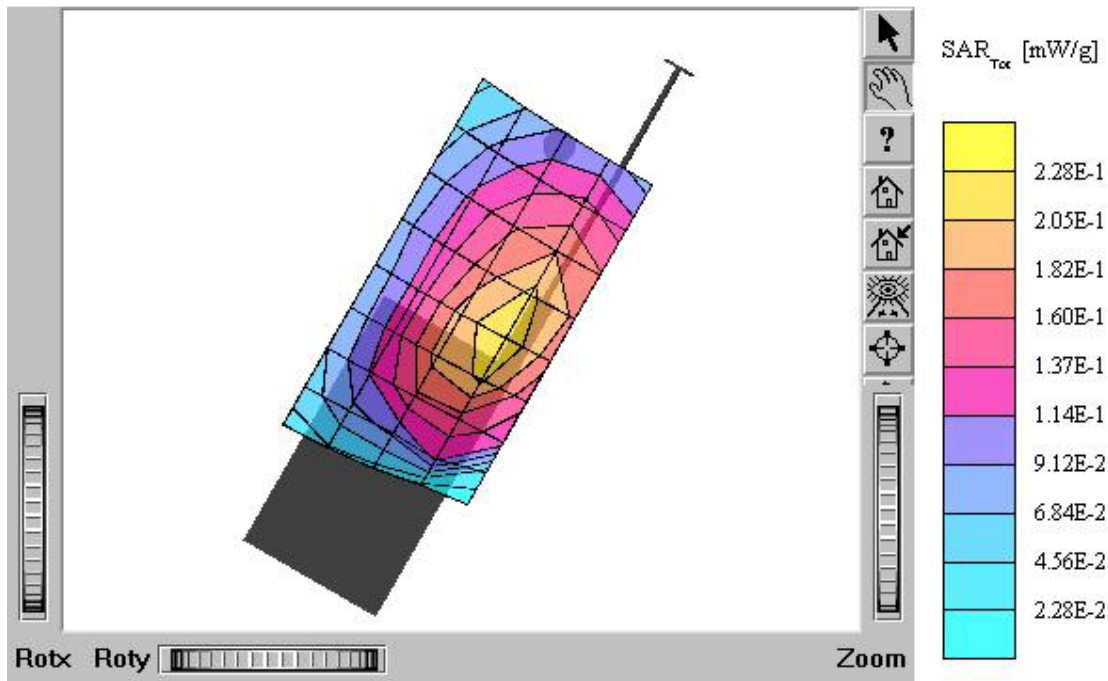 SAR_Tot [mW/g]
?
2.28E-1
2.05E-1
1.82E-1
1.60E-1
1.37E-1
1.14E-1
9.12E-2
6.84E-2
4.56E-2
2.28E-2
Rotx Roty Zoom